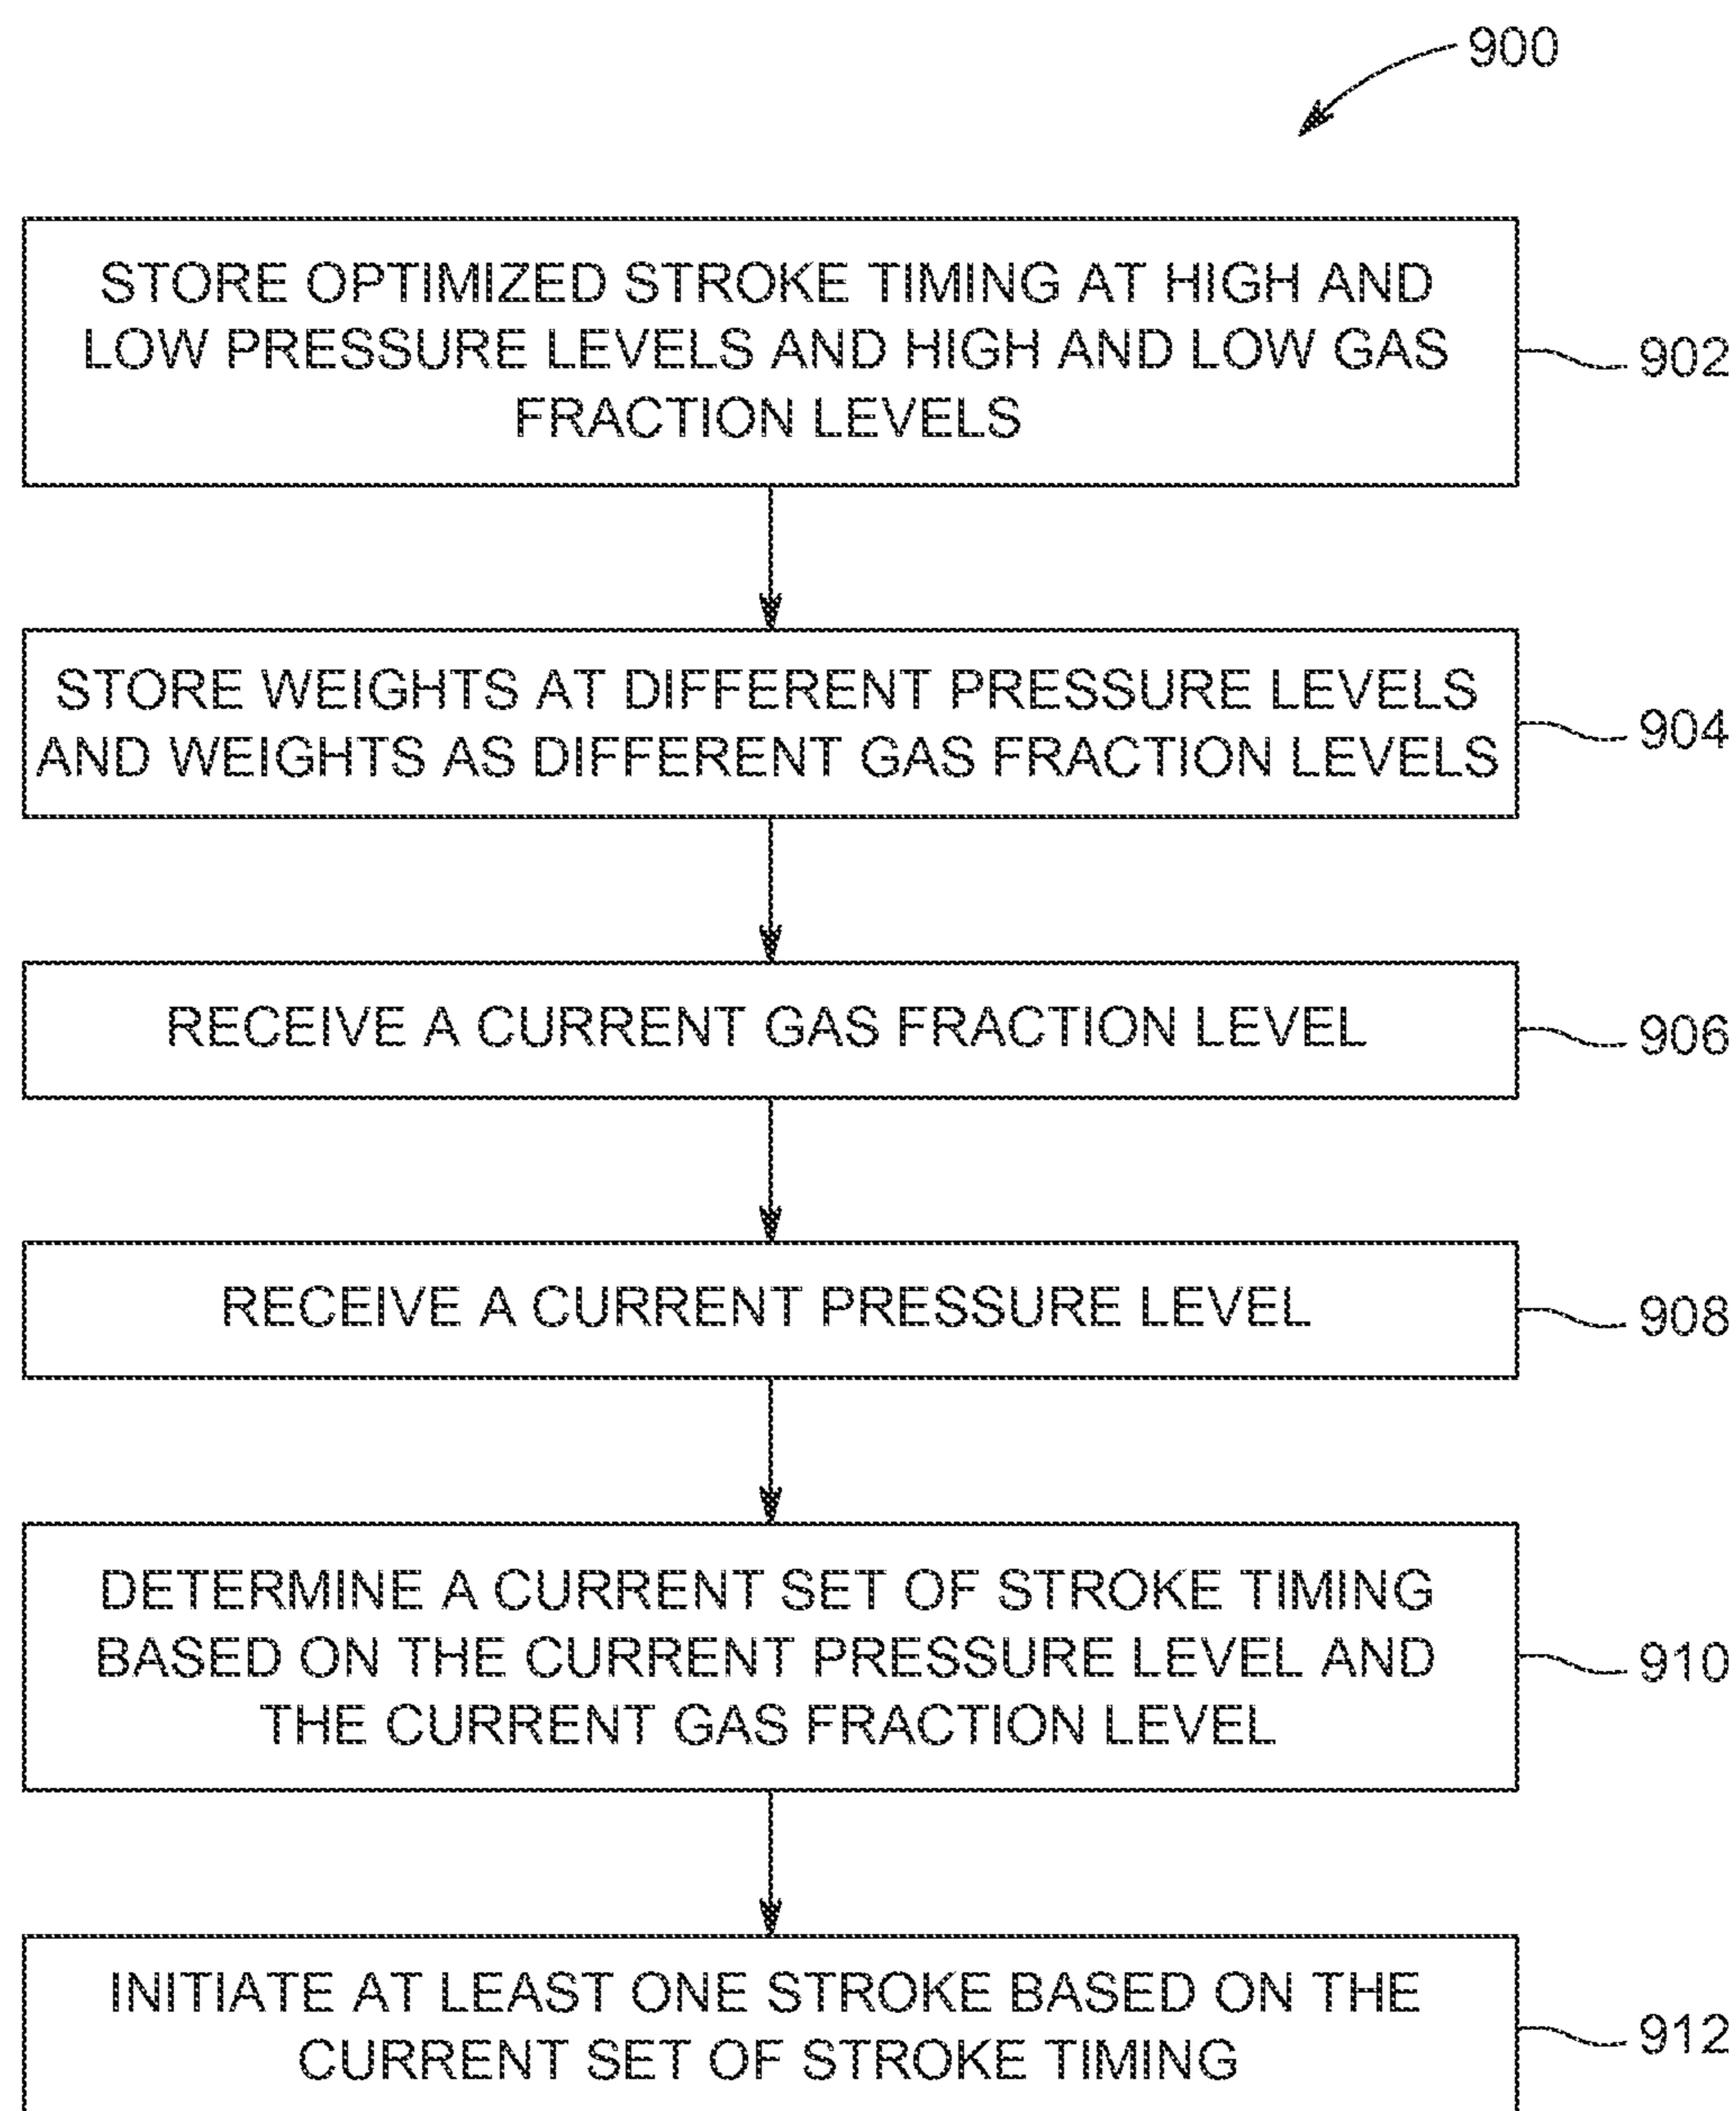 900
STORE OPTIMIZED STROKE TIMING AT HIGH AND
LOW PRESSURE LEVELS AND HIGH AND LOW GAS
FRACTION LEVELS
902
STORE WEIGHTS AT DIFFERENT PRESSURE LEVELS
AND WEIGHTS AS DIFFERENT GAS FRACTION LEVELS
904
RECEIVE A CURRENT GAS FRACTION LEVEL
906
RECEIVE A CURRENT PRESSURE LEVEL
908
DETERMINE A CURRENT SET OF STROKE TIMING
BASED ON THE CURRENT PRESSURE LEVEL AND
THE CURRENT GAS FRACTION LEVEL
910
INITIATE AT LEAST ONE STROKE BASED ON THE
CURRENT SET OF STROKE TIMING
912